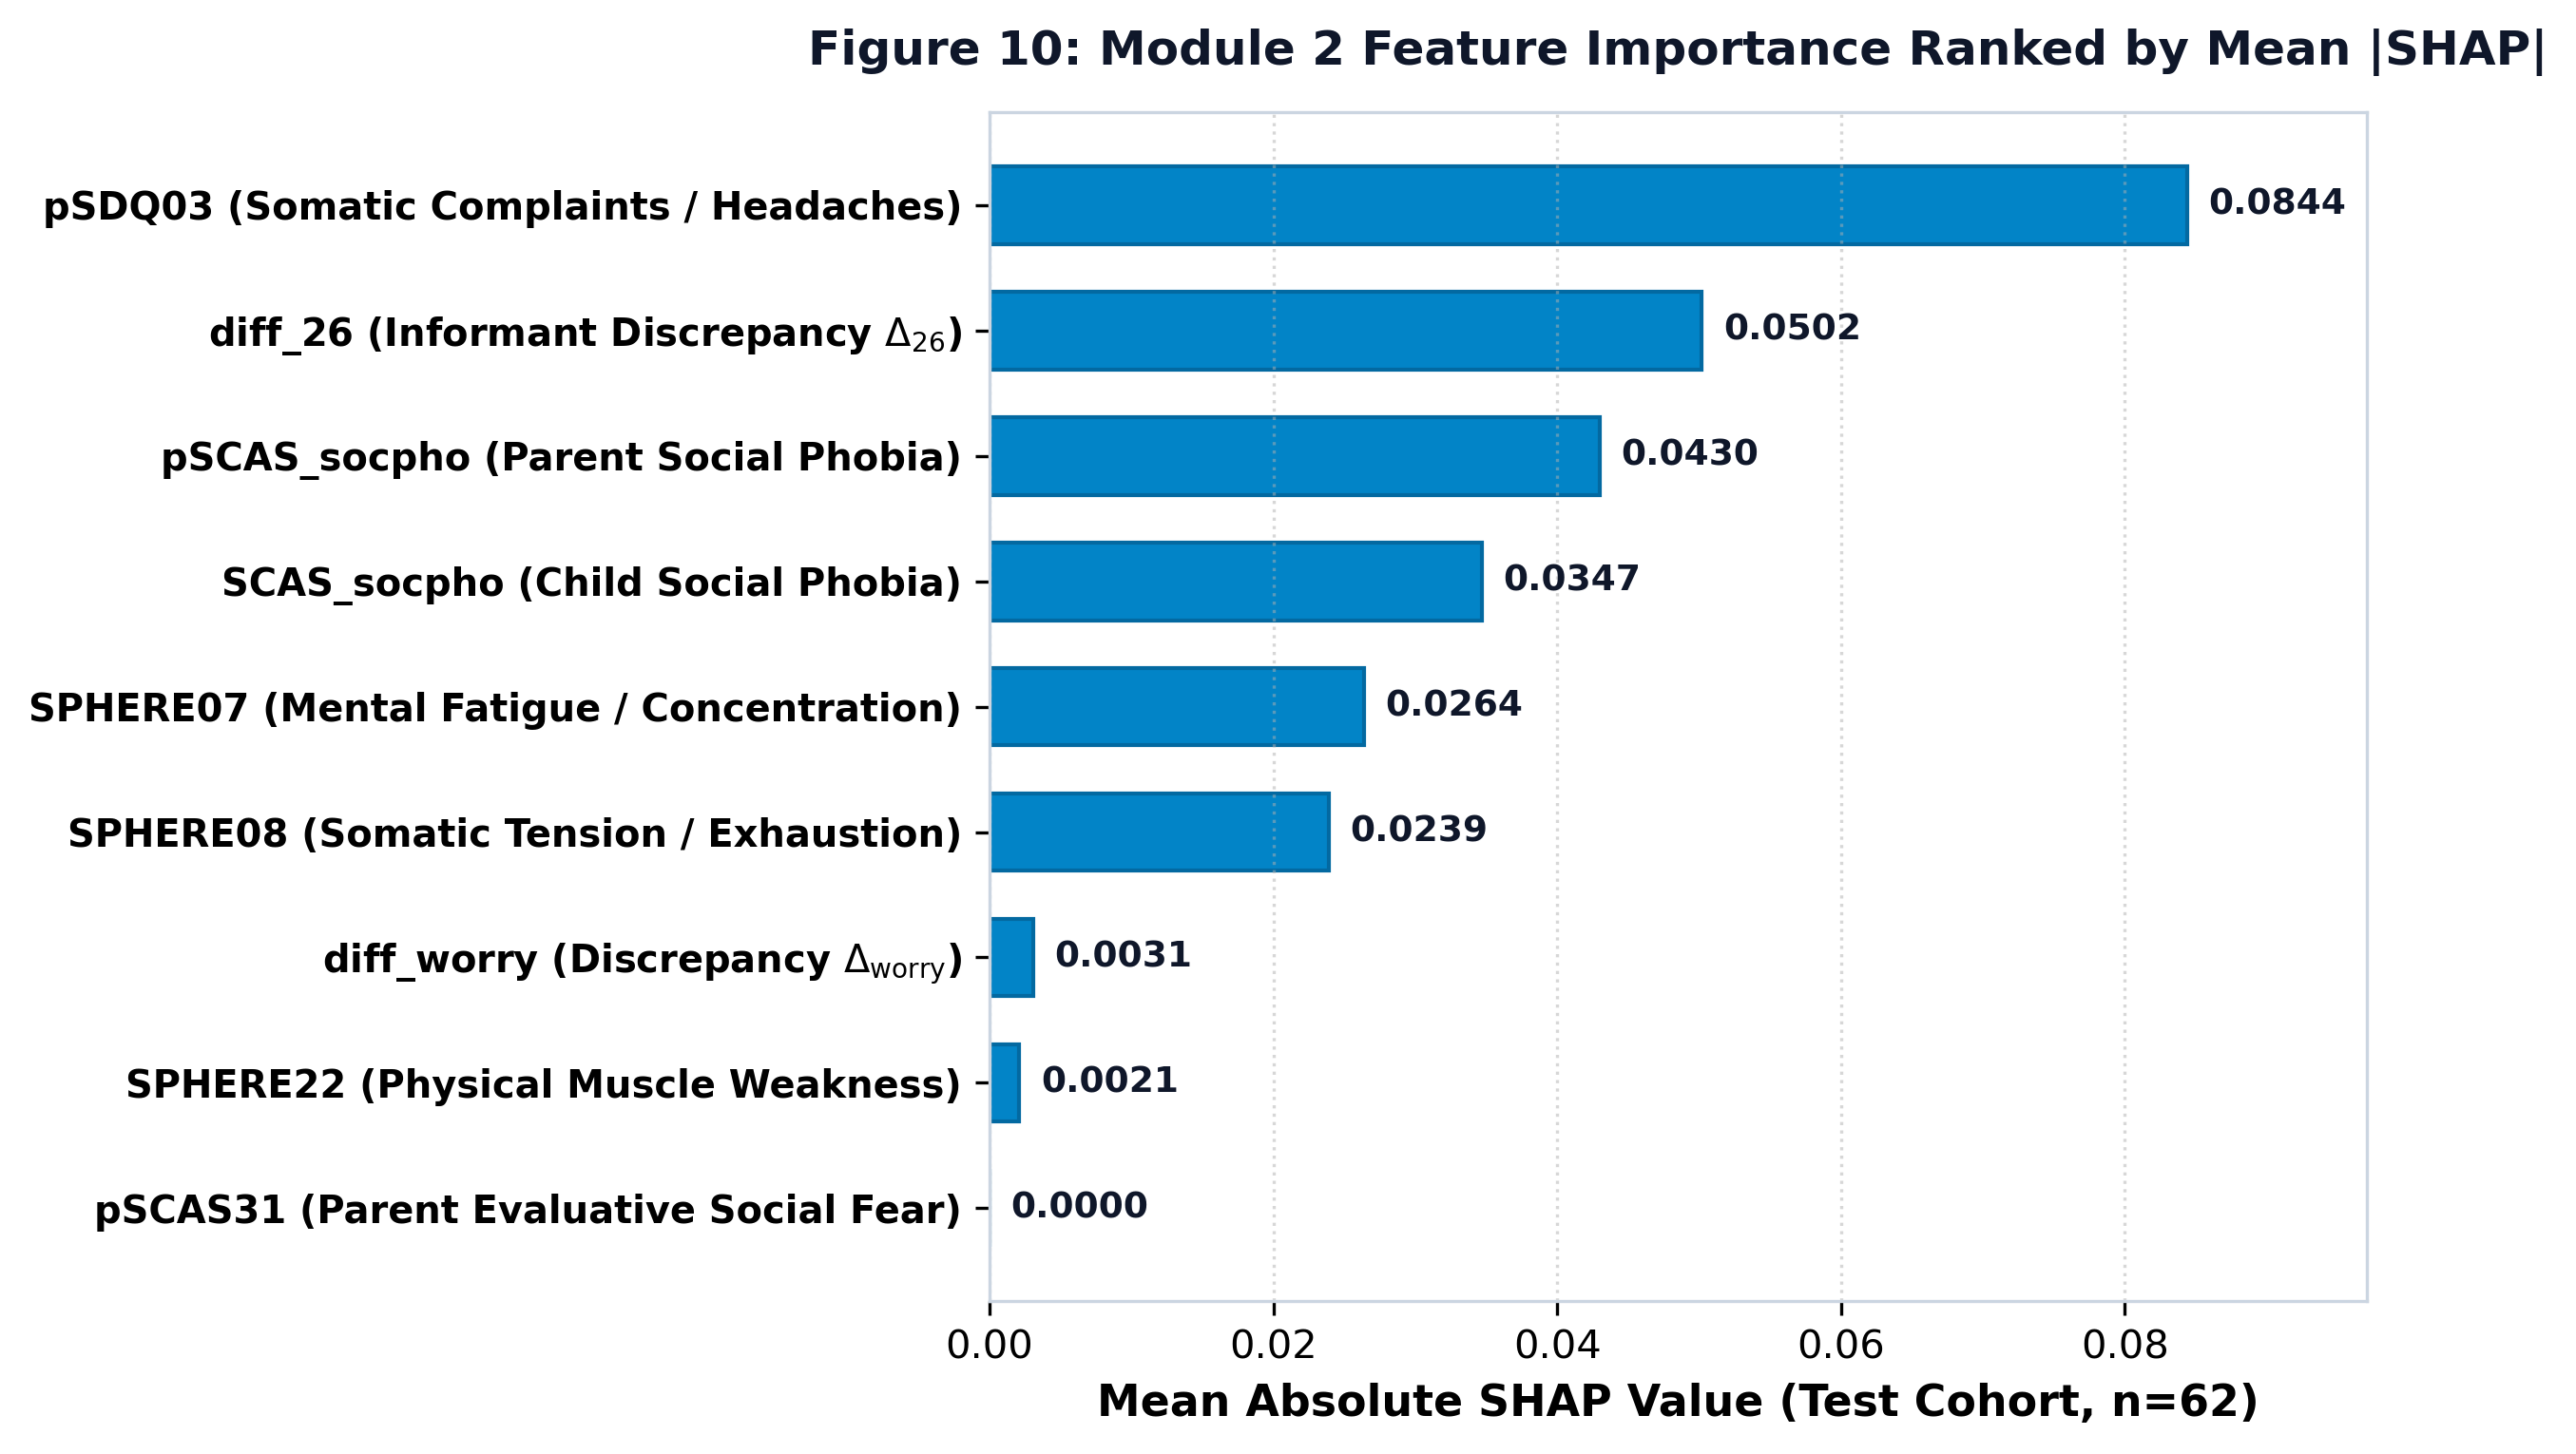 Figure 10: Module 2 Feature Importance Ranked by Mean |SHAP|
pSDQ03 (Somatic Complaints / Headaches) 0.0844
diff_26 (Informant Discrepancy Δ₂₆) 0.0502
pSCAS_socpho (Parent Social Phobia) 0.0430
SCAS_socpho (Child Social Phobia) 0.0347
SPHERE07 (Mental Fatigue / Concentration) 0.0264
SPHERE08 (Somatic Tension / Exhaustion) 0.0239
diff_worry (Discrepancy Δworry) 0.0031
SPHERE22 (Physical Muscle Weakness) 0.0021
pSCAS31 (Parent Evaluative Social Fear) 0.0000
0.00 0.02 0.04 0.06 0.08
Mean Absolute SHAP Value (Test Cohort, n=62)